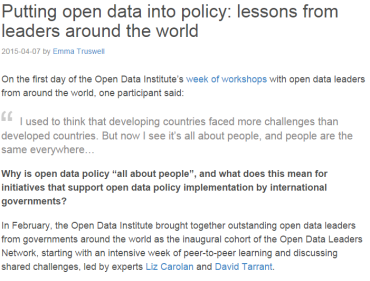 Putting open data into policy: lessons from
leaders around the world
2015-04-07 by Emma Truswell
On the first day of the Open Data Institute's week of workshops with open data leaders
from around the world, one participant said:
“ I used to think that developing countries faced more challenges than
developed countries. But now I see it's all about people, and people are the
same everywhere…
Why is open data policy “all about people”, and what does this mean for
initiatives that support open data policy implementation by international
governments?
In February, the Open Data Institute brought together outstanding open data leaders
from governments around the world as the inaugural cohort of the Open Data Leaders
Network, starting with an intensive week of peer-to-peer learning and discussing
shared challenges, led by experts Liz Carolan and David Tarrant.